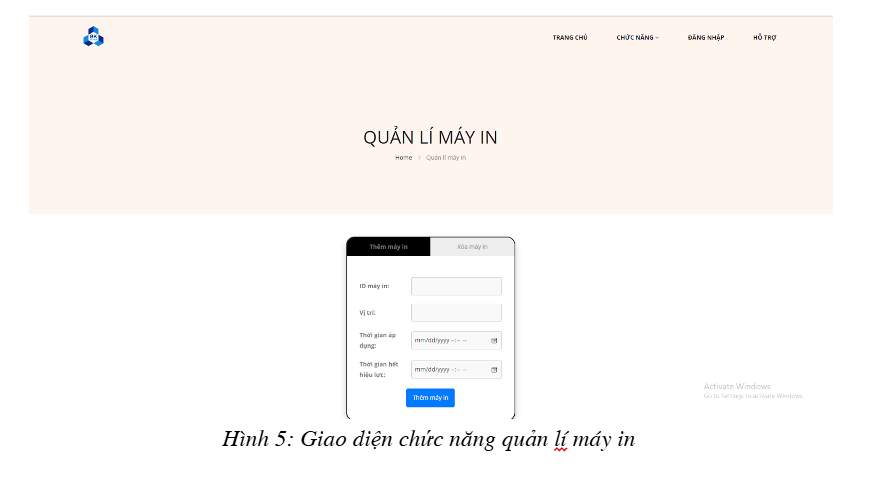 BK
TRANG CHỦ
CHỨC NĂNG
ĐĂNG NHẬP
HỖ TRỢ
QUẢN LÍ MÁY IN
Home > Quản lí máy in
Thêm máy in
Xóa máy in
ID máy in:
Vị trí:
Thời gian áp
dụng:
mm/dd/yyyy --:-- --
Thời gian hết
hiệu lực:
mm/dd/yyyy --:-- --
Thêm máy in
Activate Windows
Go to Settings to activate Windows.
Hình 5: Giao diện chức năng quản lí máy in